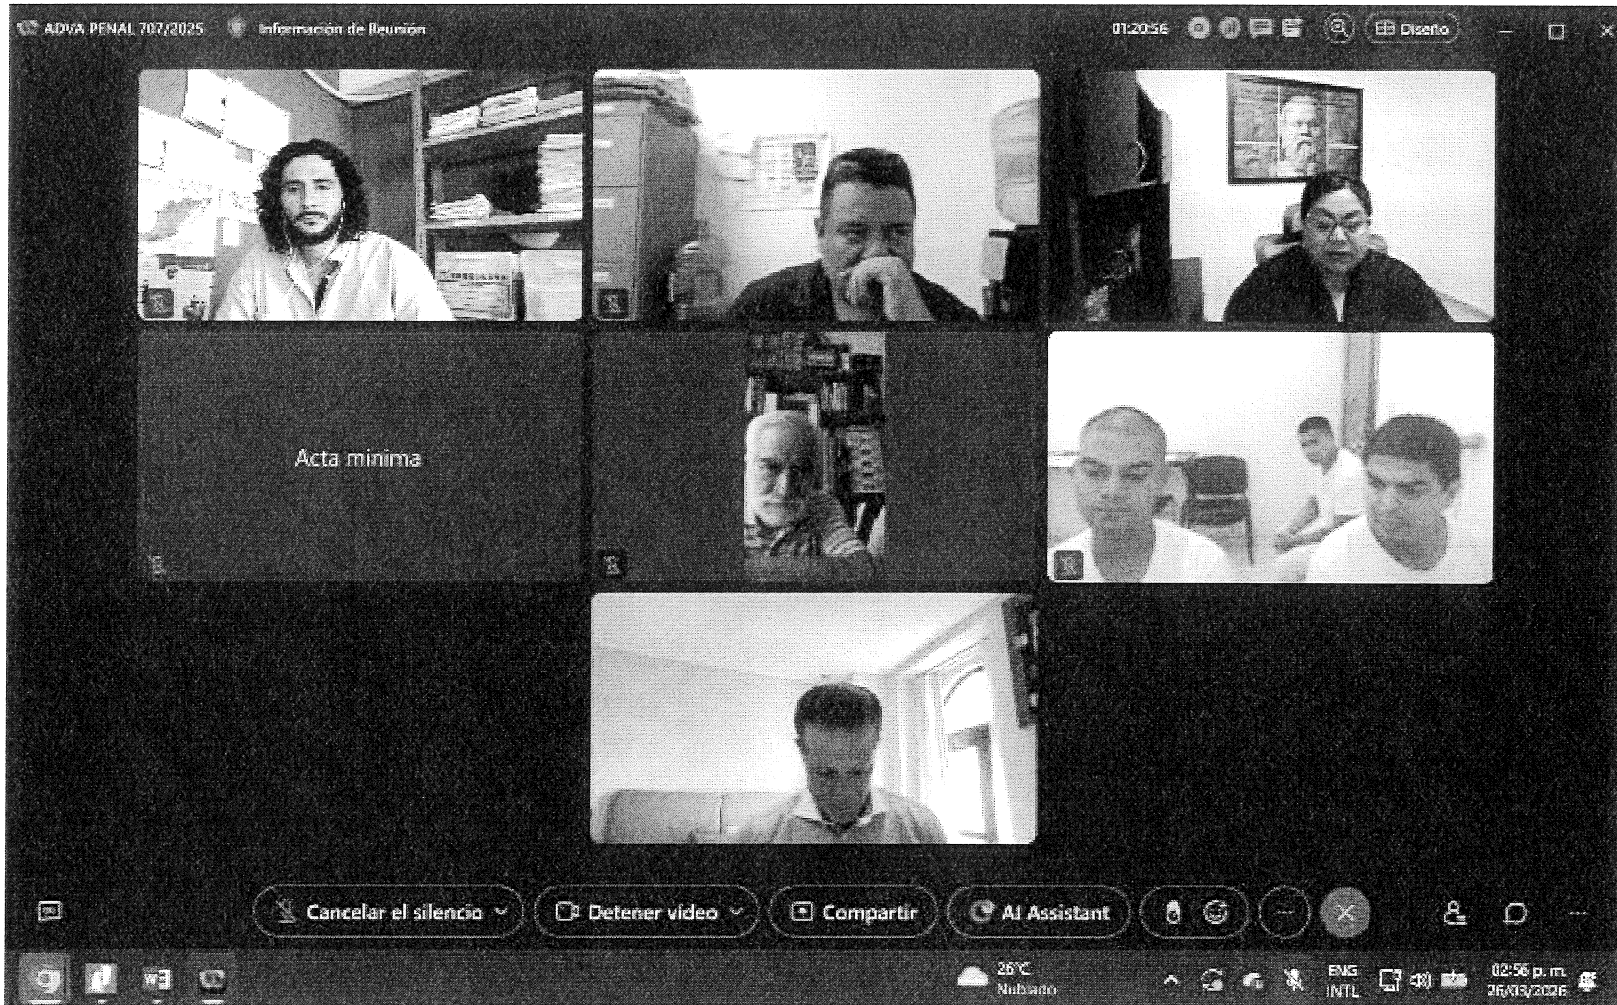 ADVA PENAL 707/2025
Información de Reunión
01:20:56
Diseño
Acta minima
Cancelar el silencio
Detener vídeo
Compartir
AI Assistant
26°C
Nublado
ENG
INTL
02:56 p. m.
26/03/2026